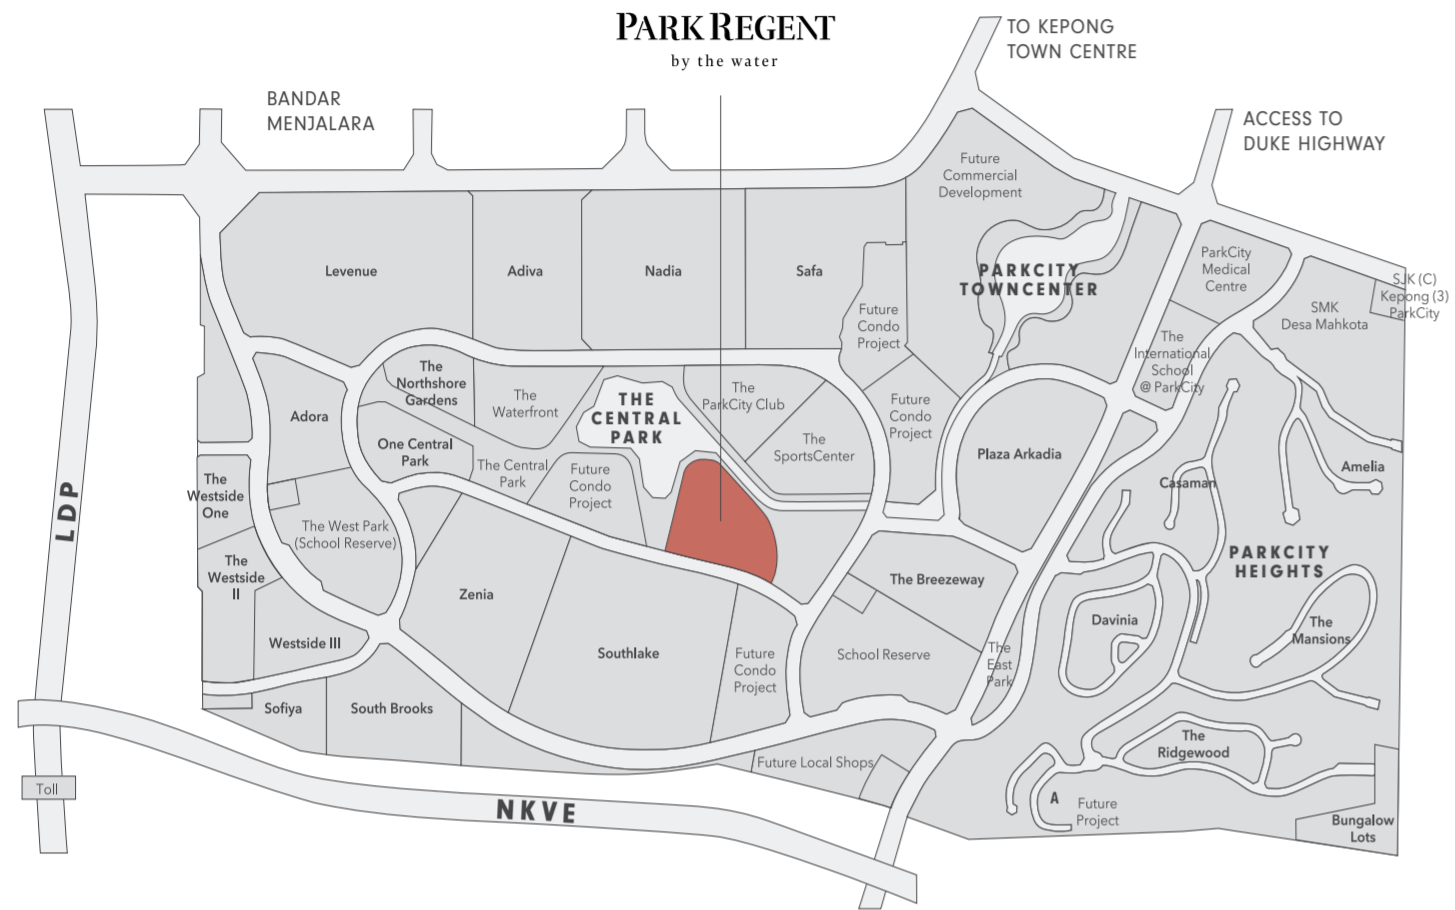 PARK REGENT
by the water
TO KEPONG
TOWN CENTRE
BANDAR
MENJALARA
ACCESS TO
DUKE HIGHWAY
Future
Commercial
Development
Levenue
Adiva
Nadia
Safa
PARKCITY
TOWNCENTER
ParkCity
Medical
Centre
SJK (C)
Kepong (3)
ParkCity
SMK
Desa Mahkota
Future
Condo
Project
The
International
School
@ ParkCity
The
Northshore
Gardens
The
Waterfront
THE
CENTRAL
PARK
The
ParkCity Club
Future
Condo
Project
Adora
One Central
Park
The Central
Park
Future
Condo
Project
The
SportsCenter
Plaza Arkadia
Amelia
Casaman
LDP
The
Westside
One
The West Park
(School Reserve)
PARKCITY
HEIGHTS
The
Westside
II
Zenia
The Breezeway
Davinia
The
Mansions
Westside III
Southlake
Future
Condo
Project
School Reserve
The
East
Park
Sofiya
South Brooks
The
Ridgewood
Future Local Shops
Toll
NKVE
A
Future
Project
Bungalow
Lots